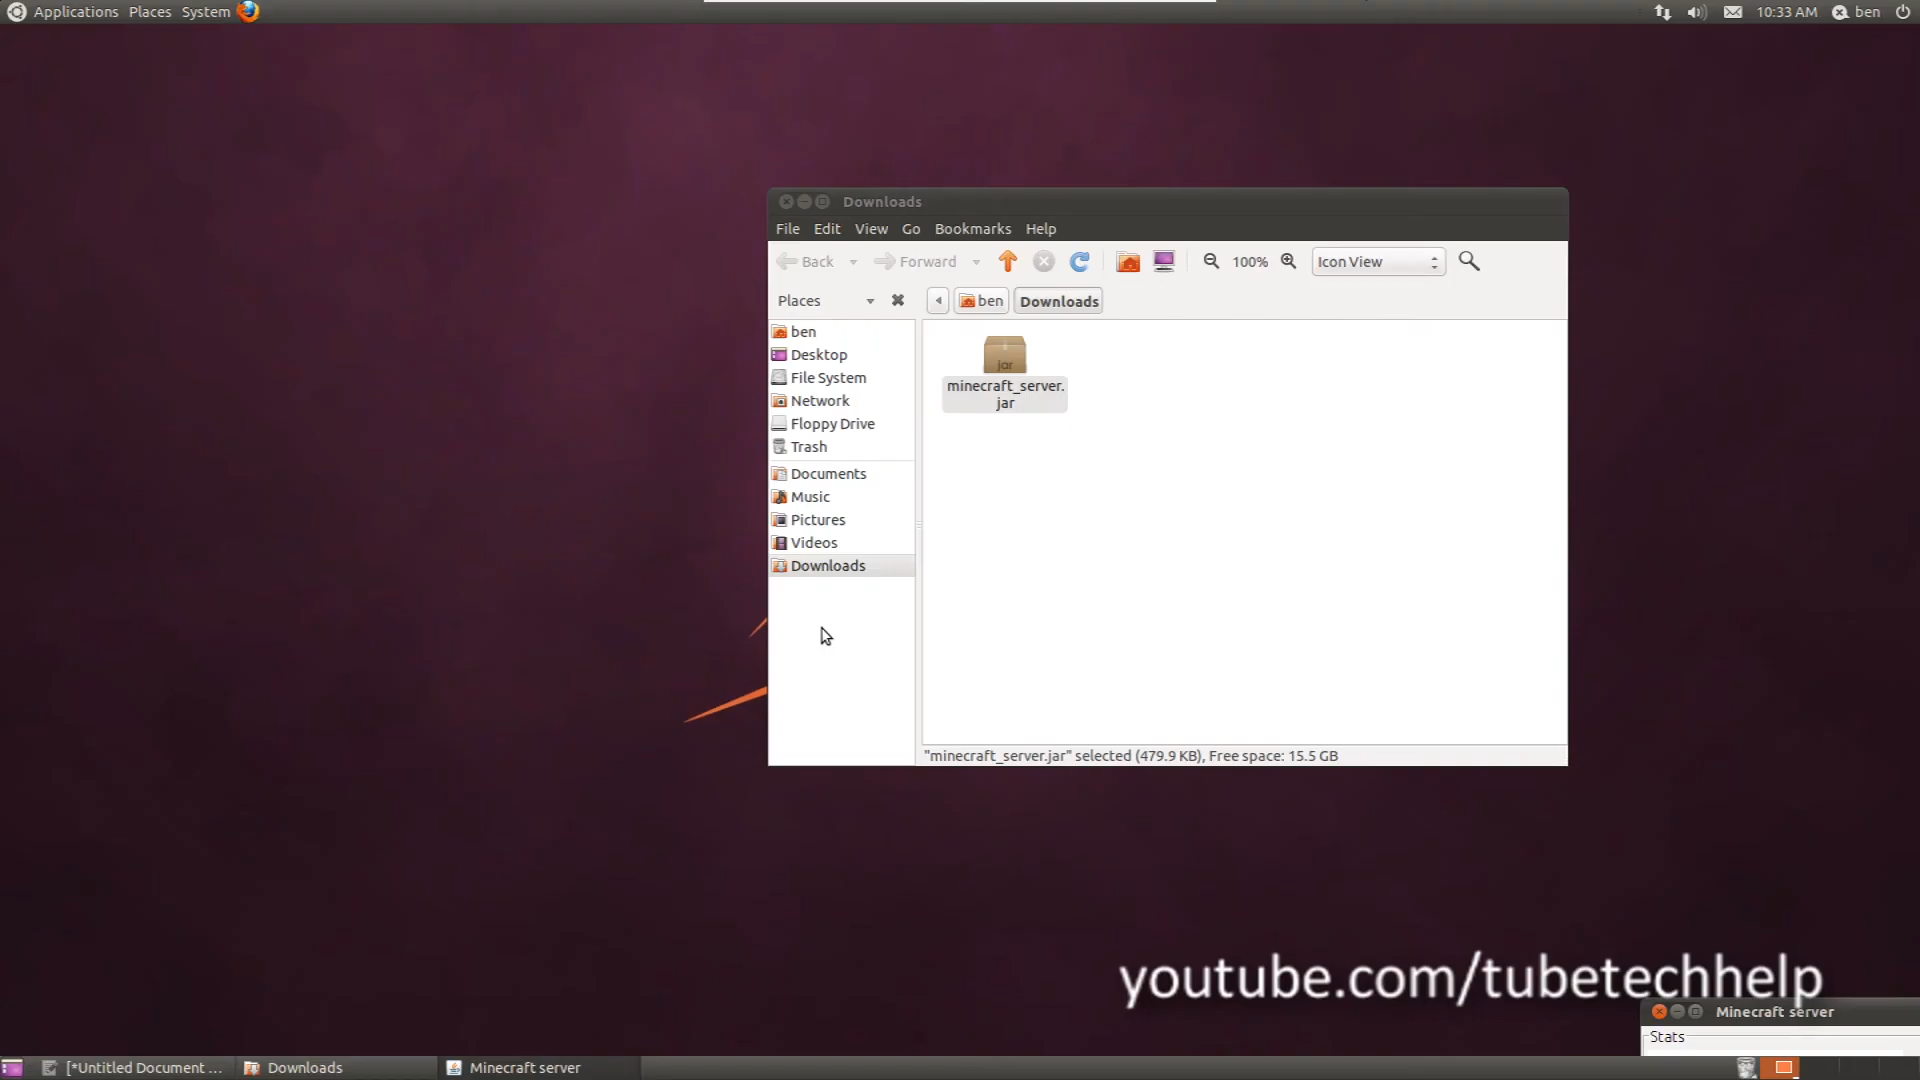 Applications Places System 10:33 AM ben
Downloads
File Edit View Go Bookmarks Help
Back Forward 100% Icon View
Places ben Downloads
ben
Desktop
File System
Network
Floppy Drive
Trash
Documents
Music
Pictures
Videos
Downloads
jar
minecraft_server.
jar
"minecraft_server.jar" selected (479.9 KB), Free space: 15.5 GB
youtube.com/tubetechhelp
Minecraft server
Stats
[*Untitled Document ... Downloads Minecraft server